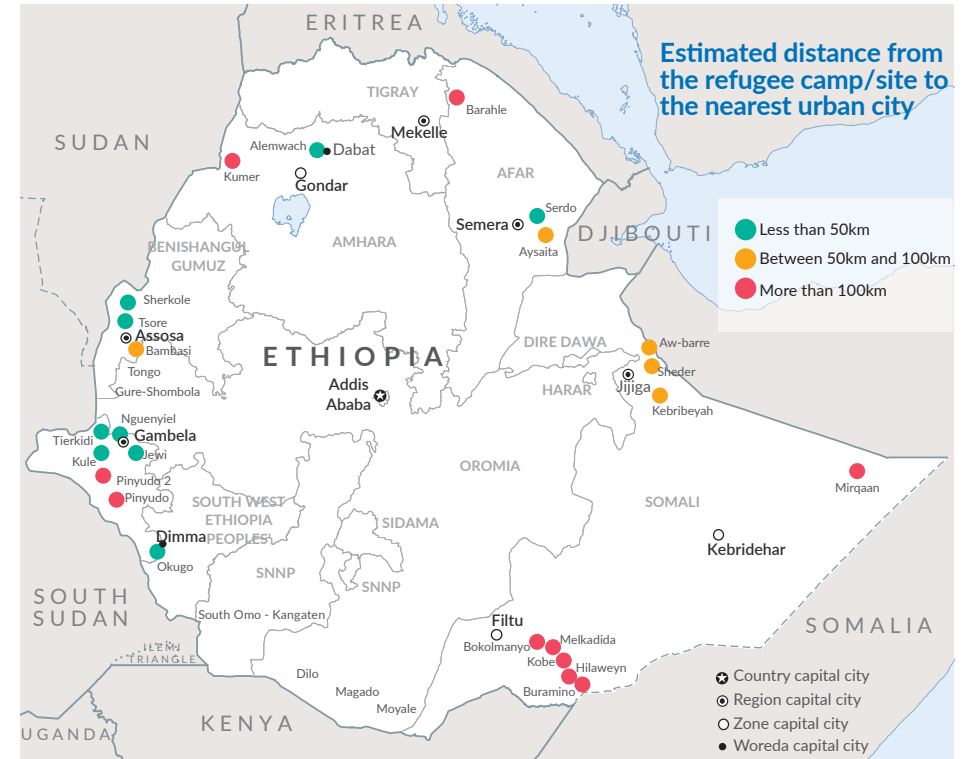 ERITREA
Estimated distance from
the refugee camp/site to
the nearest urban city
TIGRAY
Barahle
Mekelle
SUDAN
Alemwach
Dabat
Kumer
Gondar
AFAR
Serdo
Semera
Aysaita
DJIBOUTI
AMHARA
BENISHANGUL
GUMUZ
Less than 50km
Between 50km and 100km
More than 100km
Sherkole
Tsore
Assosa
Bambasi
Tongo
Gure-Shombola
ETHIOPIA
Addis
Ababa
DIRE DAWA
HARAR
Aw-barre
Sheder
Jijiga
Kebribeyah
Nguenyiel
Tierkidi
Gambela
Kule
Jewi
Pinyudo 2
Pinyudo
OROMIA
SOMALI
Mirqaan
SOUTH WEST
ETHIOPIA
PEOPLES'
SIDAMA
Dimma
Okugo
Kebridehar
SNNP
SNNP
SOUTH
SUDAN
South Omo - Kangaten
Filtu
Bokolmanyo
Melkadida
Kobe
Hilaweyn
Buramino
SOMALIA
ILEMI
TRIANGLE
Dilo
Magado
Moyale
KENYA
UGANDA
Country capital city
Region capital city
Zone capital city
Woreda capital city